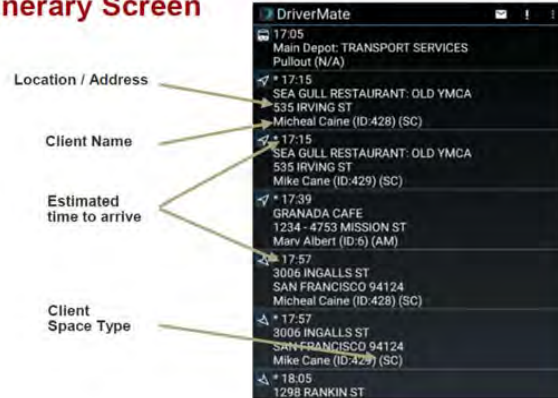 nerary Screen
Location / Address
Client Name
Estimated
time to arrive
Client
Space Type
DriverMate
17:05
Main Depot: TRANSPORT SERVICES
Pullout (N/A)
* 17:15
SEA GULL RESTAURANT: OLD YMCA
535 IRVING ST
Micheal Caine (ID:428) (SC)
* 17:15
SEA GULL RESTAURANT: OLD YMCA
535 IRVING ST
Mike Cane (ID:429) (SC)
* 17:39
GRANADA CAFE
1234 - 4753 MISSION ST
Marv Albert (ID:6) (AM)
* 17:57
3006 INGALLS ST
SAN FRANCISCO 94124
Micheal Caine (ID:428) (SC)
* 17:57
3006 INGALLS ST
SAN FRANCISCO 94124
Mike Cane (ID:429) (SC)
* 18:05
1298 RANKIN ST